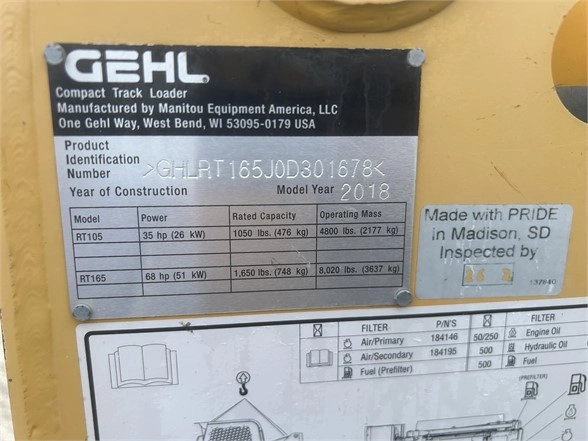 GEHL
Compact Track Loader
Manufactured by Manitou Equipment America, LLC
One Gehl Way, West Bend, WI 53095-0179 USA
Product
Identification
Number >GHLRT165J0D301678<
Year of Construction Model Year 2018
Model Power Rated Capacity Operating Mass
RT105 35 hp (26 kW) 1050 lbs. (476 kg) 4800 lbs. (2177 kg)
RT165 68 hp (51 kW) 1,650 lbs. (748 kg) 8,020 lbs. (3637 kg)
Made with PRIDE
in Madison, SD
Inspected by
137940
FILTER P/N'S FILTER
Air/Primary 184146 50/250 Engine Oil
Air/Secondary 184195 500 Hydraulic Oil
Fuel (Prefilter) 500 Fuel
(PREFILTER)